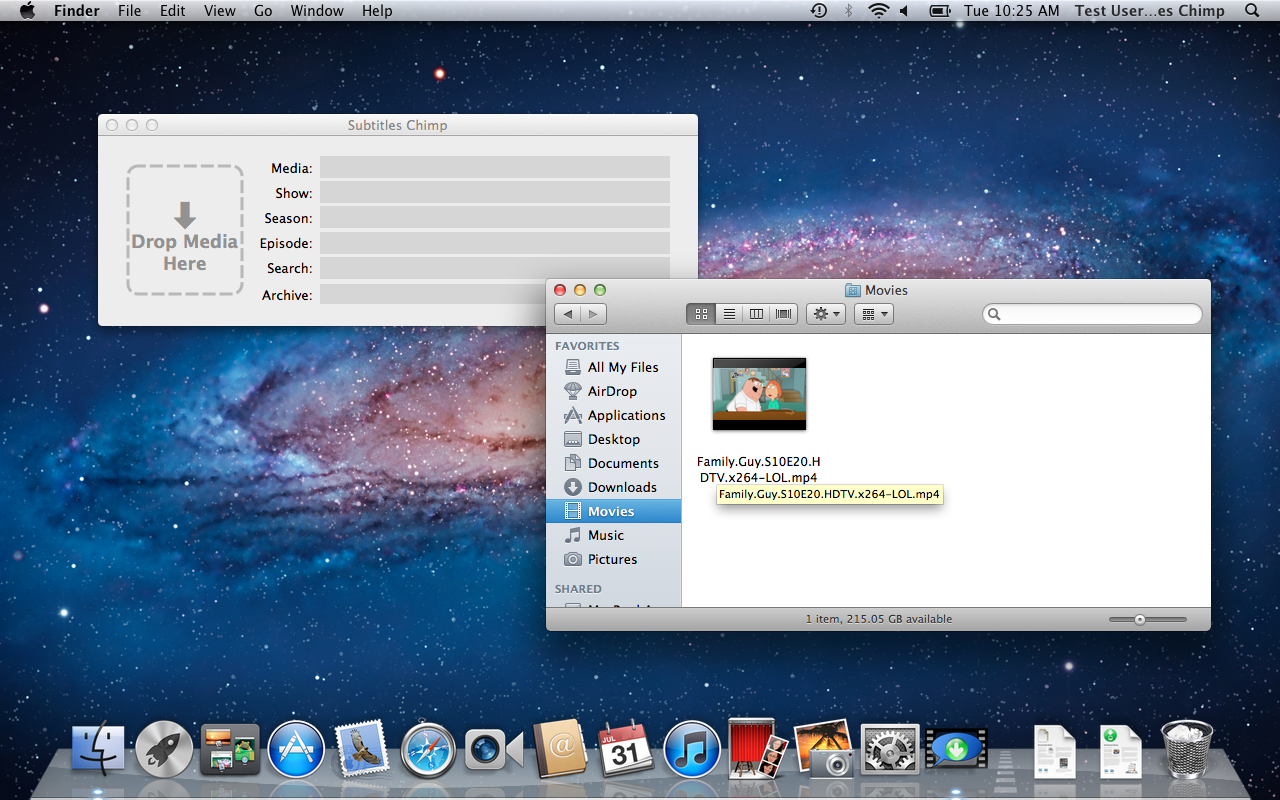 Finder File Edit View Go Window Help Tue 10:25 AM Test User...es Chimp
Subtitles Chimp
Media:
Show:
Season:
Episode:
Search:
Archive:
Drop Media
Here
Movies
FAVORITES
All My Files
AirDrop
Applications
Desktop
Documents
Downloads
Movies
Music
Pictures
SHARED
Family.Guy.S10E20.H
DTV.x264-LOL.mp4
Family.Guy.S10E20.HDTV.x264-LOL.mp4
1 item, 215.05 GB available
JUL
31